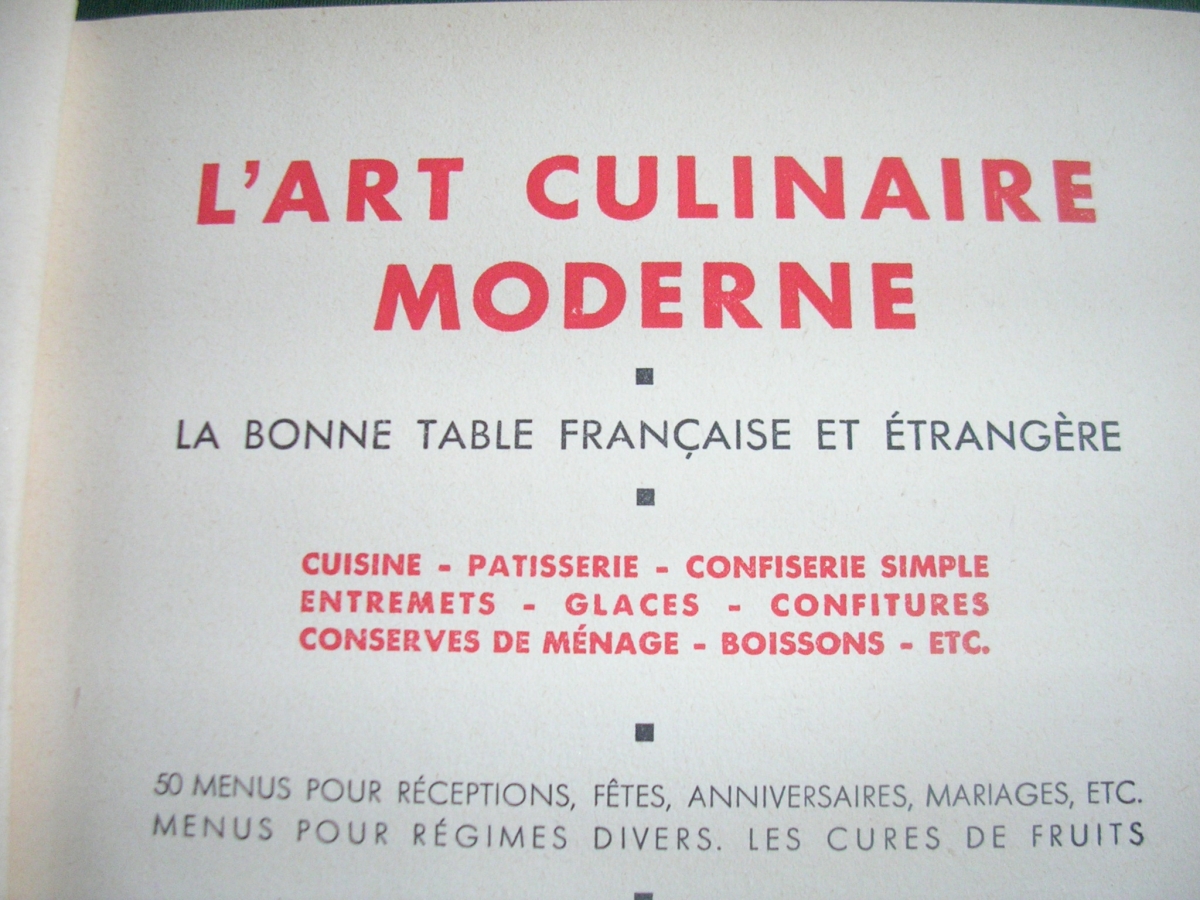 L'ART CULINAIRE
MODERNE
LA BONNE TABLE FRANÇAISE ET ÉTRANGÈRE
CUISINE - PATISSERIE - CONFISERIE SIMPLE
ENTREMETS - GLACES - CONFITURES
CONSERVES DE MÉNAGE - BOISSONS - ETC.
50 MENUS POUR RÉCEPTIONS, FÊTES, ANNIVERSAIRES, MARIAGES, ETC.
MENUS POUR RÉGIMES DIVERS. LES CURES DE FRUITS